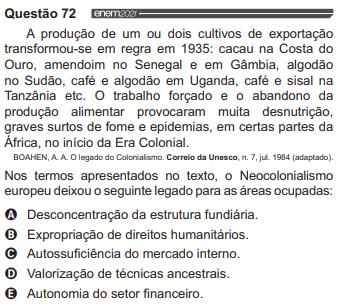 Questão 72 enem2021
A produção de um ou dois cultivos de exportação
transformou-se em regra em 1935: cacau na Costa do
Ouro, amendoim no Senegal e em Gâmbia, algodão
no Sudão, café e algodão em Uganda, café e sisal na
Tanzânia etc. O trabalho forçado e o abandono da
produção alimentar provocaram muita desnutrição,
graves surtos de fome e epidemias, em certas partes da
África, no início da Era Colonial.
BOAHEN, A. A. O legado do Colonialismo. Correio da Unesco, n. 7, jul. 1984 (adaptado).
Nos termos apresentados no texto, o Neocolonialismo
europeu deixou o seguinte legado para as áreas ocupadas:
A Desconcentração da estrutura fundiária.
B Expropriação de direitos humanitários.
C Autossuficiência do mercado interno.
D Valorização de técnicas ancestrais.
E Autonomia do setor financeiro.